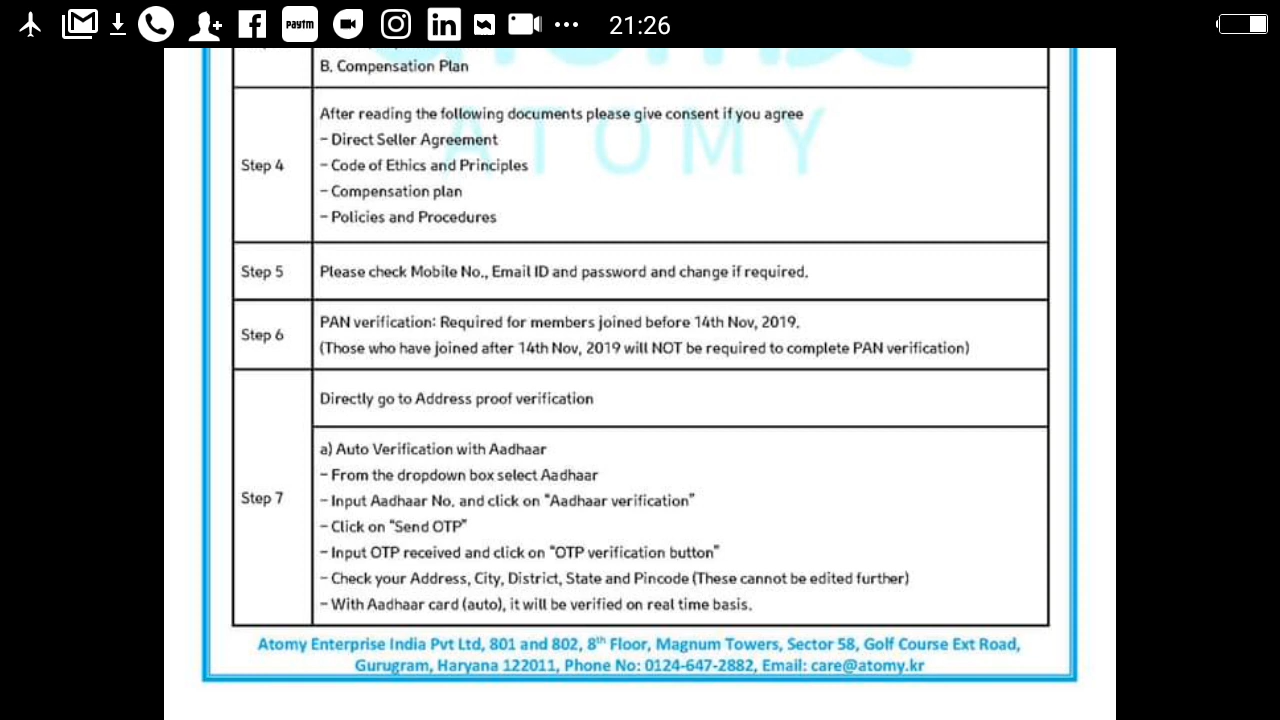 21:26
B. Compensation Plan
ATOMY
Step 4
After reading the following documents please give consent if you agree
- Direct Seller Agreement
- Code of Ethics and Principles
- Compensation plan
- Policies and Procedures
Step 5
Please check Mobile No., Email ID and password and change if required.
Step 6
PAN verification: Required for members joined before 14th Nov, 2019.
(Those who have joined after 14th Nov, 2019 will NOT be required to complete PAN verification)
Step 7
Directly go to Address proof verification
a) Auto Verification with Aadhaar
- From the dropdown box select Aadhaar
- Input Aadhaar No. and click on "Aadhaar verification"
- Click on "Send OTP"
- Input OTP received and click on "OTP verification button"
- Check your Address, City, District, State and Pincode (These cannot be edited further)
- With Aadhaar card (auto), it will be verified on real time basis.
Atomy Enterprise India Pvt Ltd, 801 and 802, 8th Floor, Magnum Towers, Sector 58, Golf Course Ext Road,
Gurugram, Haryana 122011, Phone No: 0124-647-2882, Email: care@atomy.kr